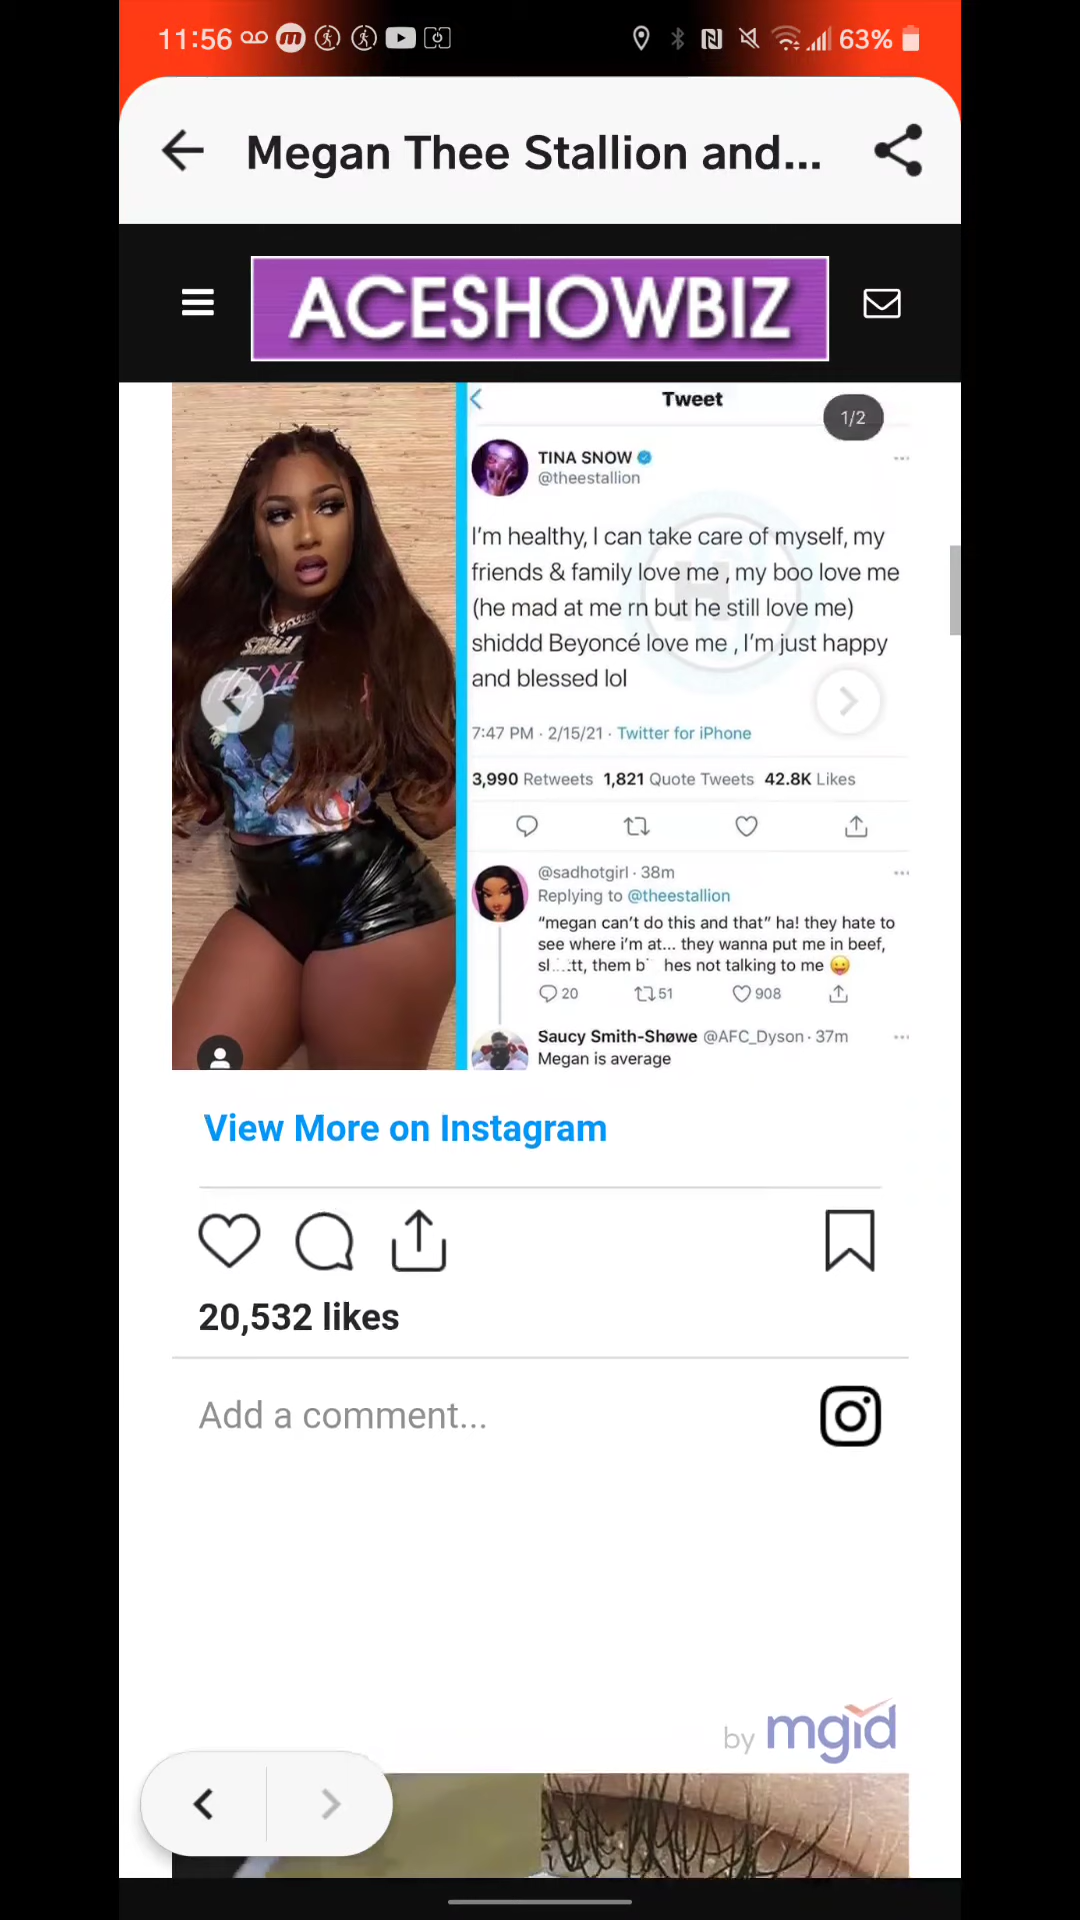 11:56
63%
Megan Thee Stallion and...
ACESHOWBIZ
Tweet
1/2
TINA SNOW
@theestallion
I'm healthy, I can take care of myself, my
friends & family love me , my boo love me
(he mad at me rn but he still love me)
shiddd Beyoncé love me , I'm just happy
and blessed lol
7:47 PM · 2/15/21 · Twitter for iPhone
3,990 Retweets 1,821 Quote Tweets 42.8K Likes
@sadhotgirl · 38m
Replying to @theestallion
"megan can't do this and that" ha! they hate to
see where i'm at... they wanna put me in beef,
sl...tt, them b hes not talking to me 😛
20 51 908
Saucy Smith-Shøwe @AFC_Dyson · 37m
Megan is average
View More on Instagram
20,532 likes
Add a comment...
by mgid